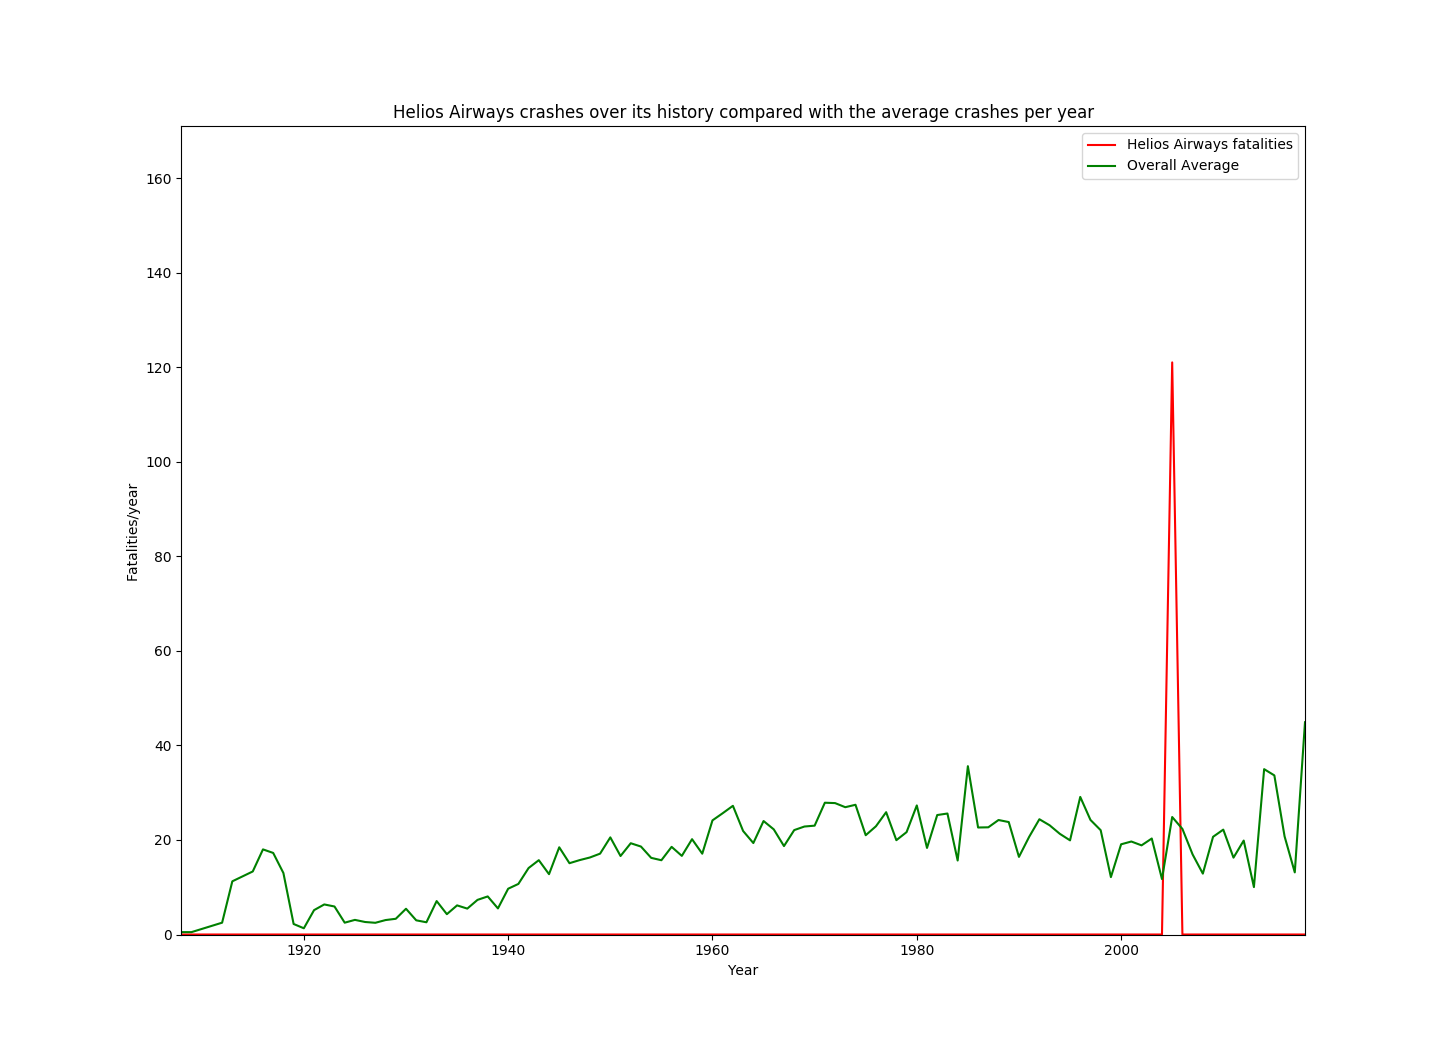 Helios Airways crashes over its history compared with the average crashes per year
Helios Airways fatalities
Overall Average
160
140
120
100
80
60
40
20
0
Fatalities/year
1920 1940 1960 1980 2000
Year